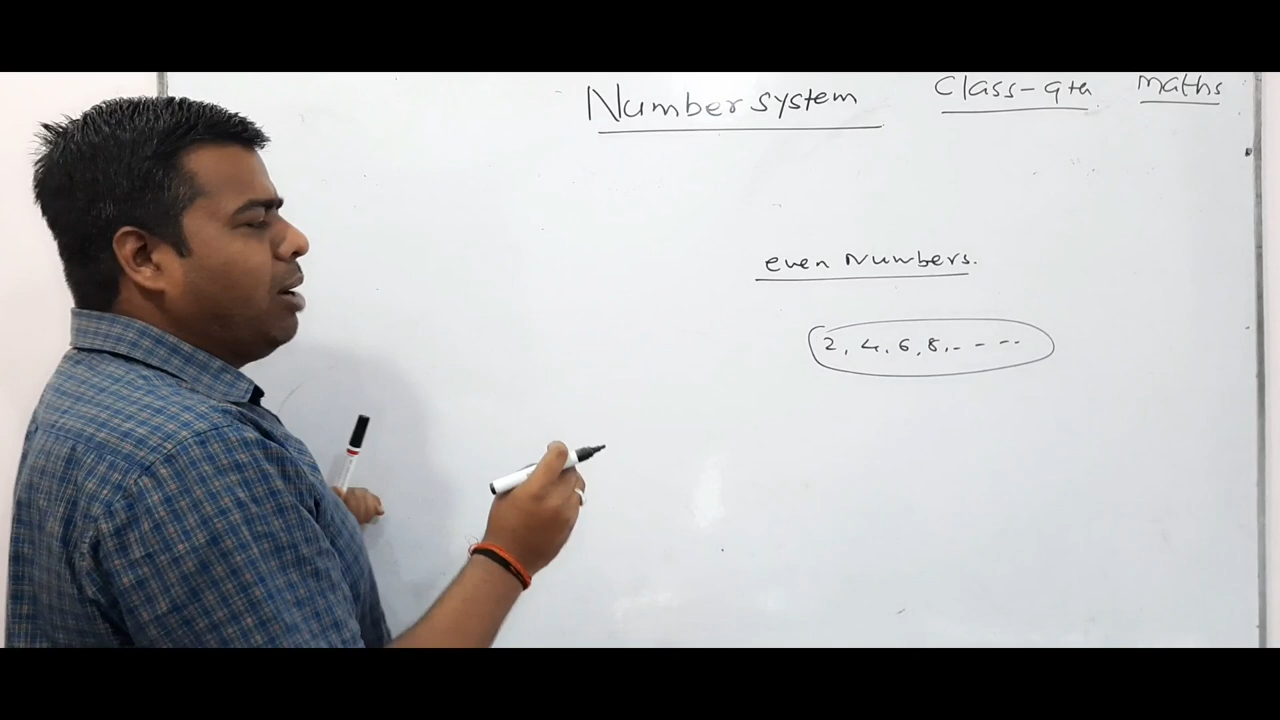 Number system Class-9th Maths
even Numbers.
2, 4, 6, 8, - - - -